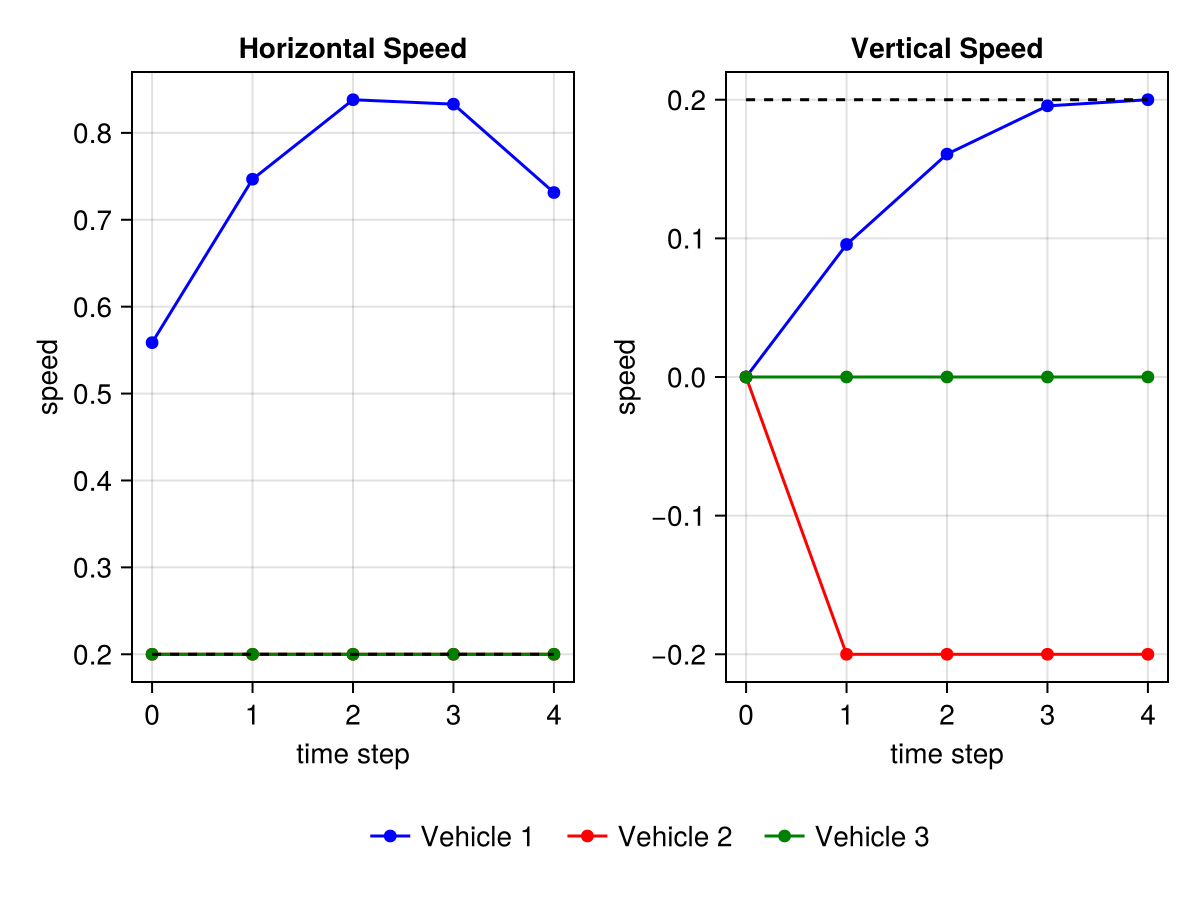 Horizontal Speed
0.8
0.7
0.6
0.5
0.4
0.3
0.2
speed
0 1 2 3 4
time step
Vertical Speed
0.2
0.1
0.0
−0.1
−0.2
speed
0 1 2 3 4
time step
Vehicle 1 Vehicle 2 Vehicle 3